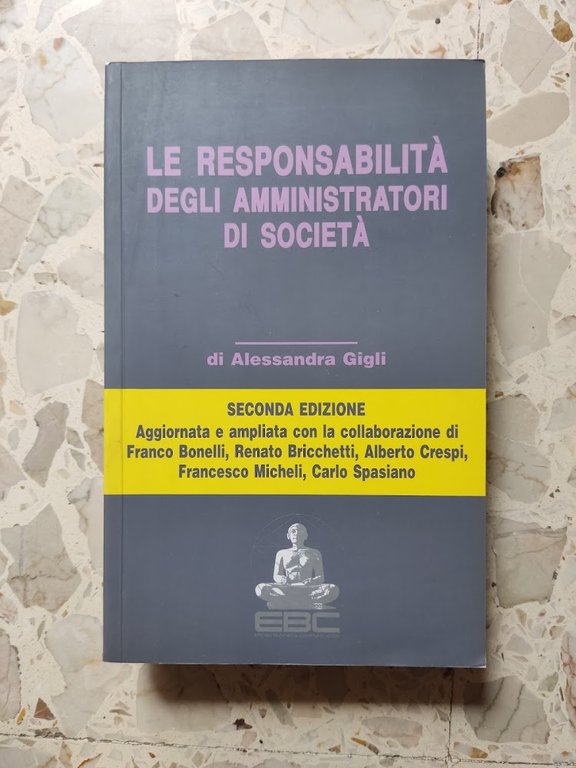 LE RESPONSABILITÀ
DEGLI AMMINISTRATORI
DI SOCIETÀ
di Alessandra Gigli
SECONDA EDIZIONE
Aggiornata e ampliata con la collaborazione di
Franco Bonelli, Renato Bricchetti, Alberto Crespi,
Francesco Micheli, Carlo Spasiano
EBC